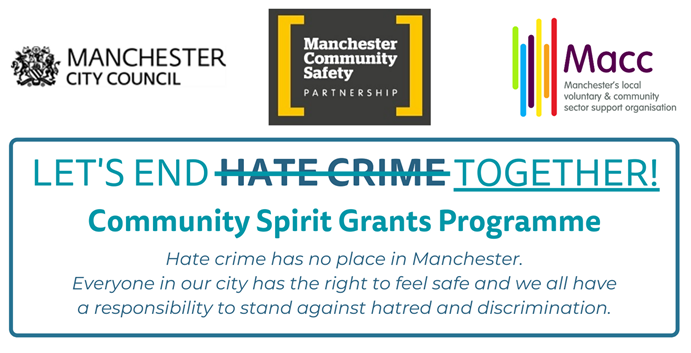 MANCHESTER
CITY COUNCIL
Manchester
Community
Safety
PARTNERSHIP
Macc
Manchester's local
voluntary & community
sector support organisation
LET'S END HATE CRIME TOGETHER!
Community Spirit Grants Programme
Hate crime has no place in Manchester.
Everyone in our city has the right to feel safe and we all have
a responsibility to stand against hatred and discrimination.